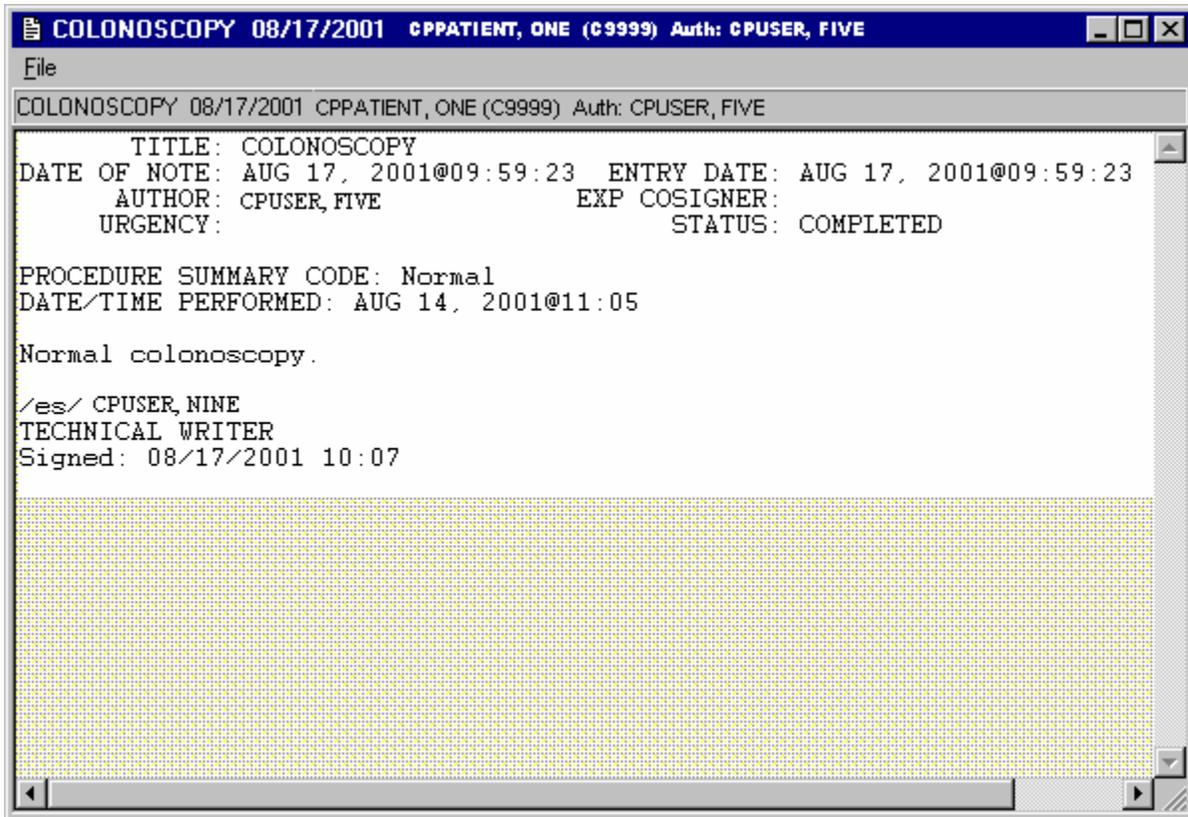 COLONOSCOPY 08/17/2001 CPPATIENT, ONE (C9999) Auth: CPUSER, FIVE
File
COLONOSCOPY 08/17/2001 CPPATIENT, ONE (C9999) Auth: CPUSER, FIVE
TITLE: COLONOSCOPY
DATE OF NOTE: AUG 17, 2001@09:59:23 ENTRY DATE: AUG 17, 2001@09:59:23
AUTHOR: CPUSER, FIVE EXP COSIGNER:
URGENCY: STATUS: COMPLETED
PROCEDURE SUMMARY CODE: Normal
DATE/TIME PERFORMED: AUG 14, 2001@11:05
Normal colonoscopy.
/es/ CPUSER, NINE
TECHNICAL WRITER
Signed: 08/17/2001 10:07